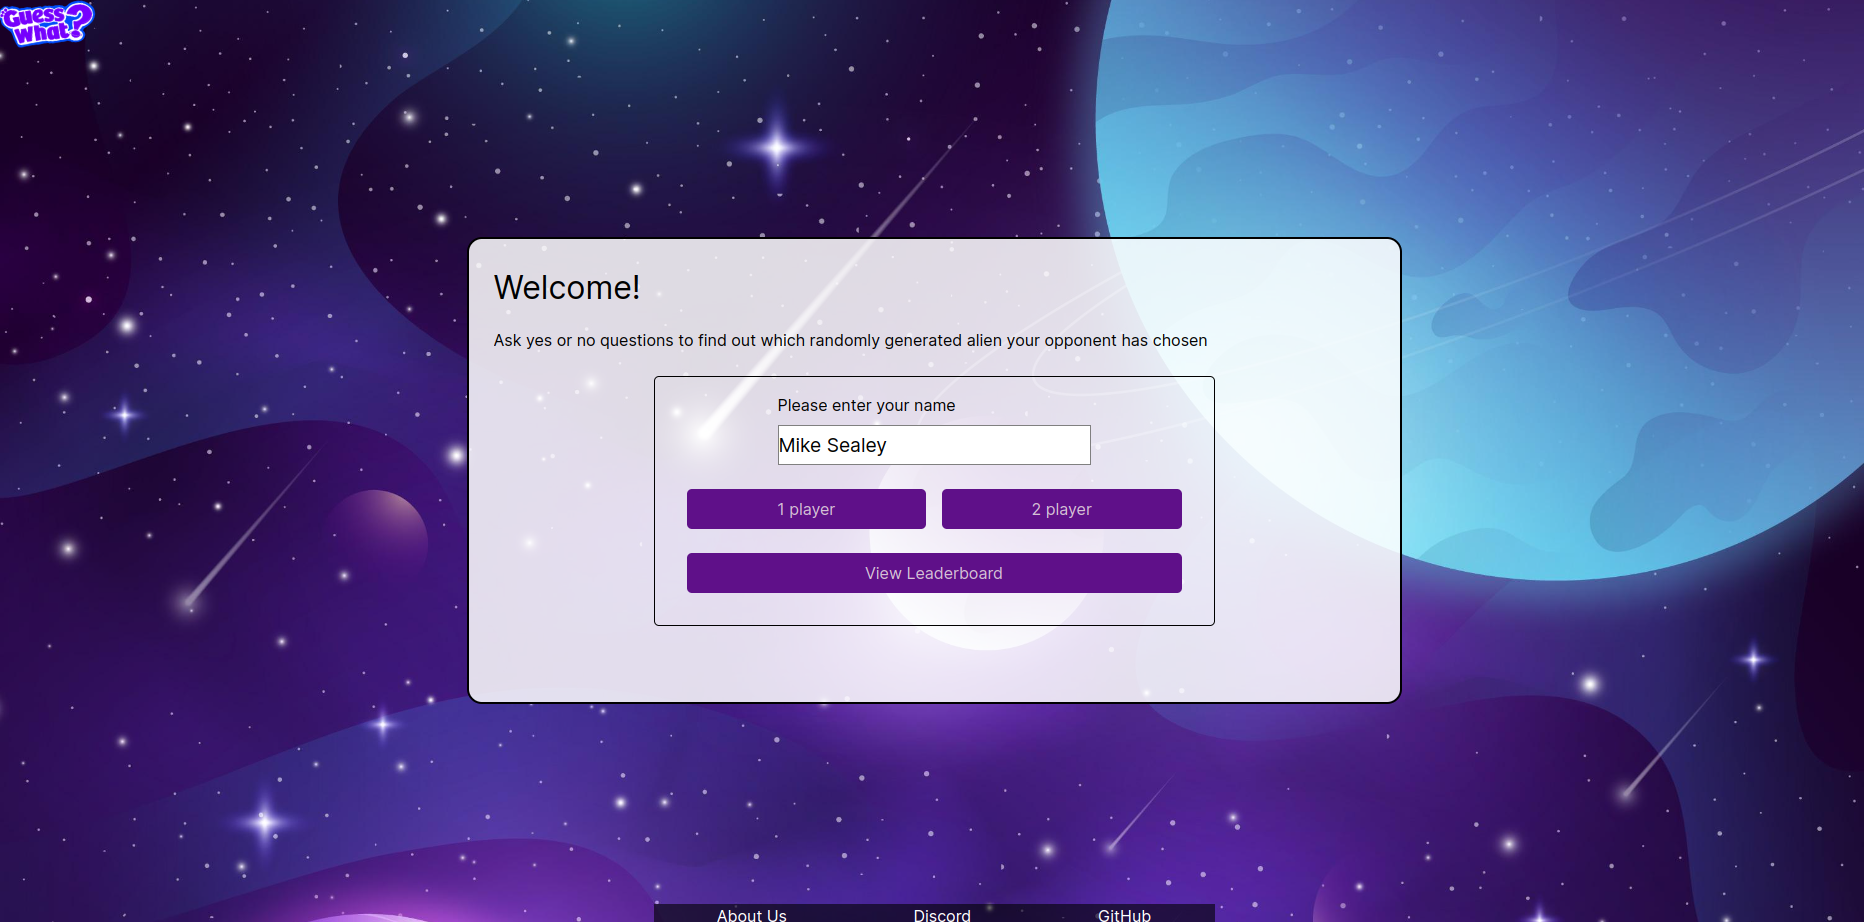 Guess
What?
Welcome!
Ask yes or no questions to find out which randomly generated alien your opponent has chosen
Please enter your name
Mike Sealey
1 player
2 player
View Leaderboard
About Us
Discord
GitHub